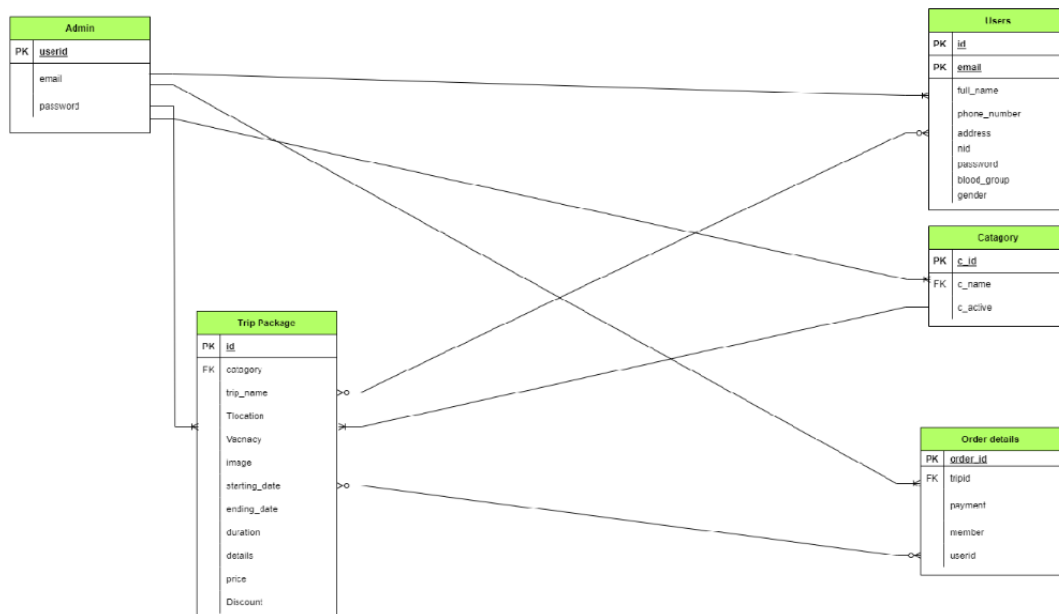 Admin
PK userid
email
password
Users
PK id
PK email
full_name
phone_number
address
nid
password
blood_group
gender
Catagory
PK c_id
FK c_name
c_active
Trip Package
PK id
FK catagory
trip_name
Tlocation
Vacnacy
image
starting_date
ending_date
duration
details
price
Discount
Order details
PK order_id
FK tripid
payment
member
userid